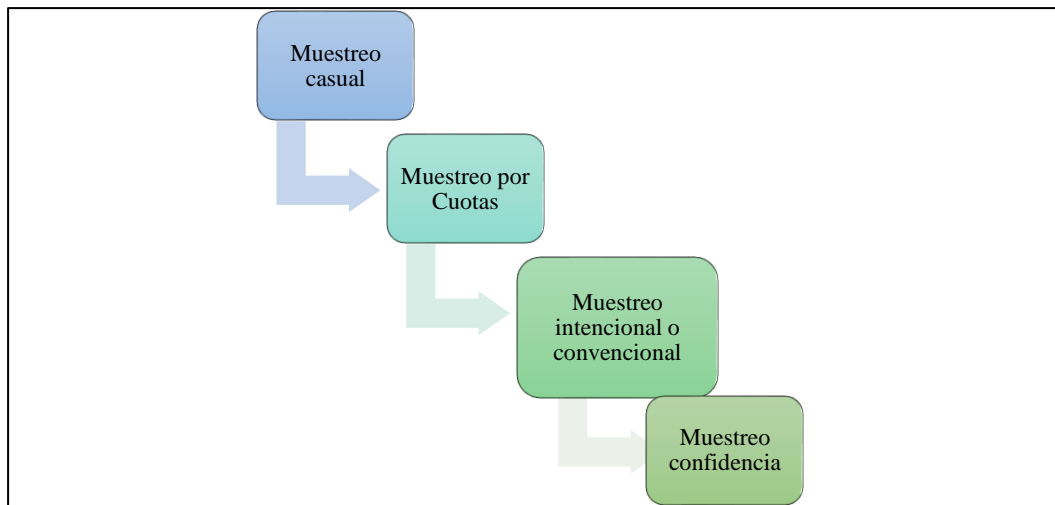 Muestreo
casual
Muestreo por
Cuotas
Muestreo
intencional o
convencional
Muestreo
confidencia